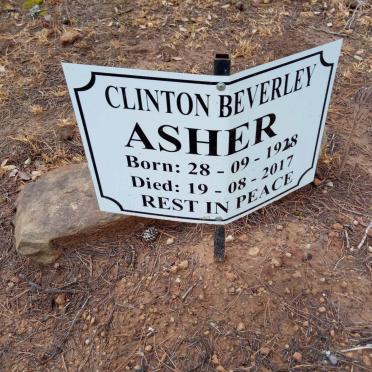 CLINTON BEVERLEY
ASHER
Born: 28 - 09 - 1928
Died: 19 - 08 - 2017
REST IN PEACE